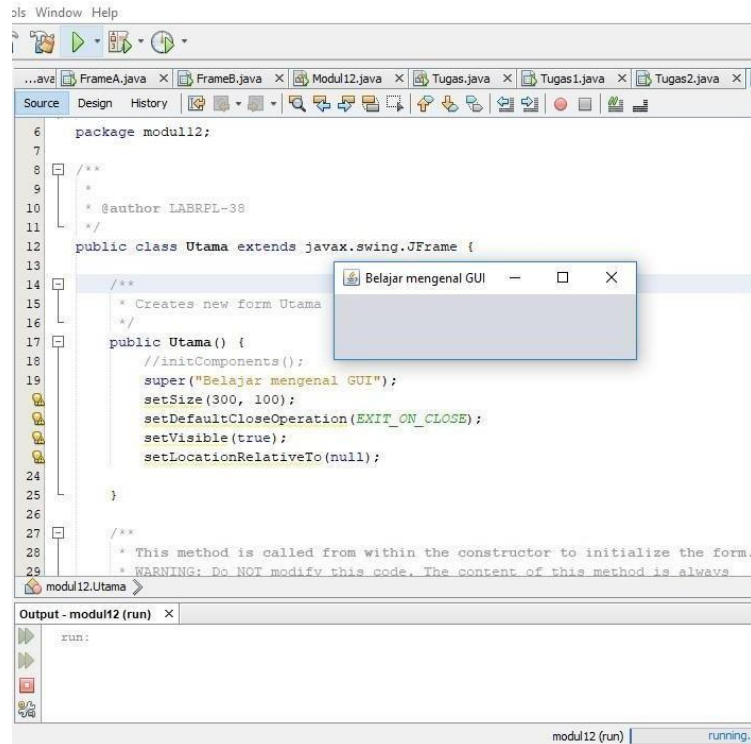 ols Window Help
...ava FrameA.java FrameB.java Modul12.java Tugas.java Tugas1.java Tugas2.java
Source Design History
6 package modul12;
7
8 /**
9 *
10 * @author LABRPL-38
11 */
12 public class Utama extends javax.swing.JFrame {
13
Belajar mengenal GUI
14 /**
15 * Creates new form Utama
16 */
17 public Utama() {
18 //initComponents();
19 super("Belajar mengenal GUI");
setSize(300, 100);
setDefaultCloseOperation(EXIT_ON_CLOSE);
setVisible(true);
setLocationRelativeTo(null);
24
25 }
26
27 /**
28 * This method is called from within the constructor to initialize the form.
29 * WARNING: Do NOT modify this code. The content of this method is always
modul12.Utama
Output - modul12 (run)
run:
modul12 (run) running.